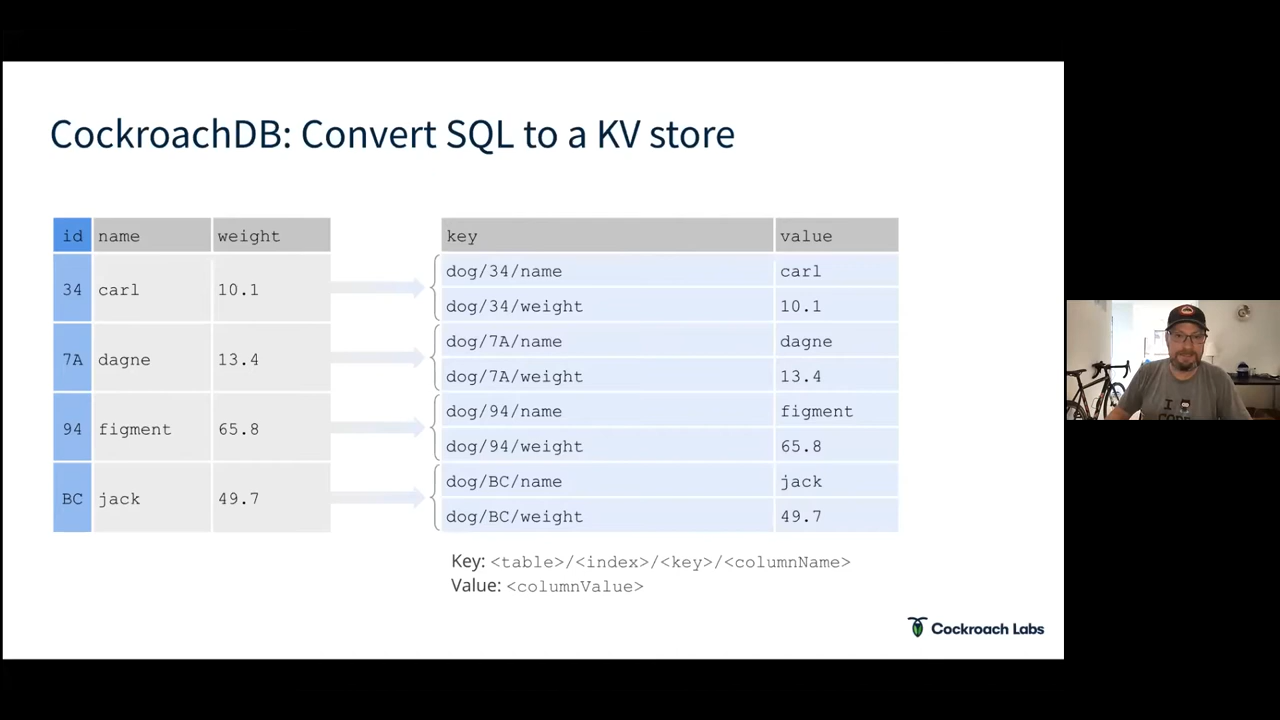 CockroachDB: Convert SQL to a KV store
id name weight
34 carl 10.1
7A dagne 13.4
94 figment 65.8
BC jack 49.7
key value
dog/34/name carl
dog/34/weight 10.1
dog/7A/name dagne
dog/7A/weight 13.4
dog/94/name figment
dog/94/weight 65.8
dog/BC/name jack
dog/BC/weight 49.7
Key: <table>/<index>/<key>/<columnName>
Value: <columnValue>
Cockroach Labs
I